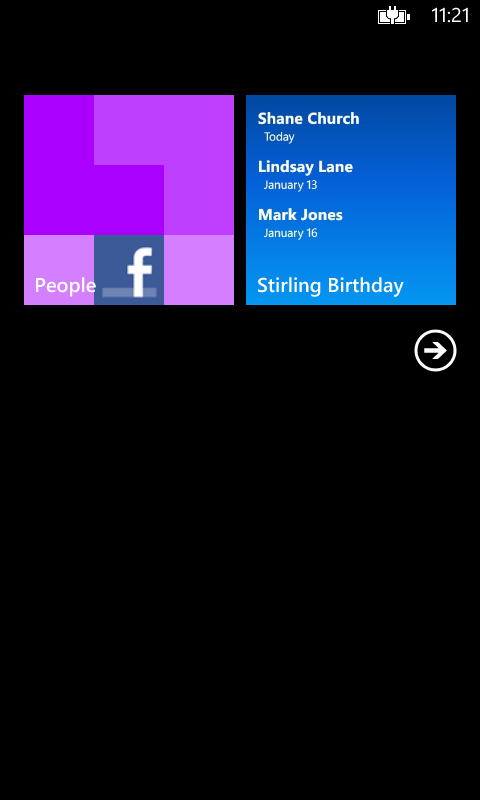 11:21
Shane Church
Today
Lindsay Lane
January 13
Mark Jones
January 16
People
f
Stirling Birthday